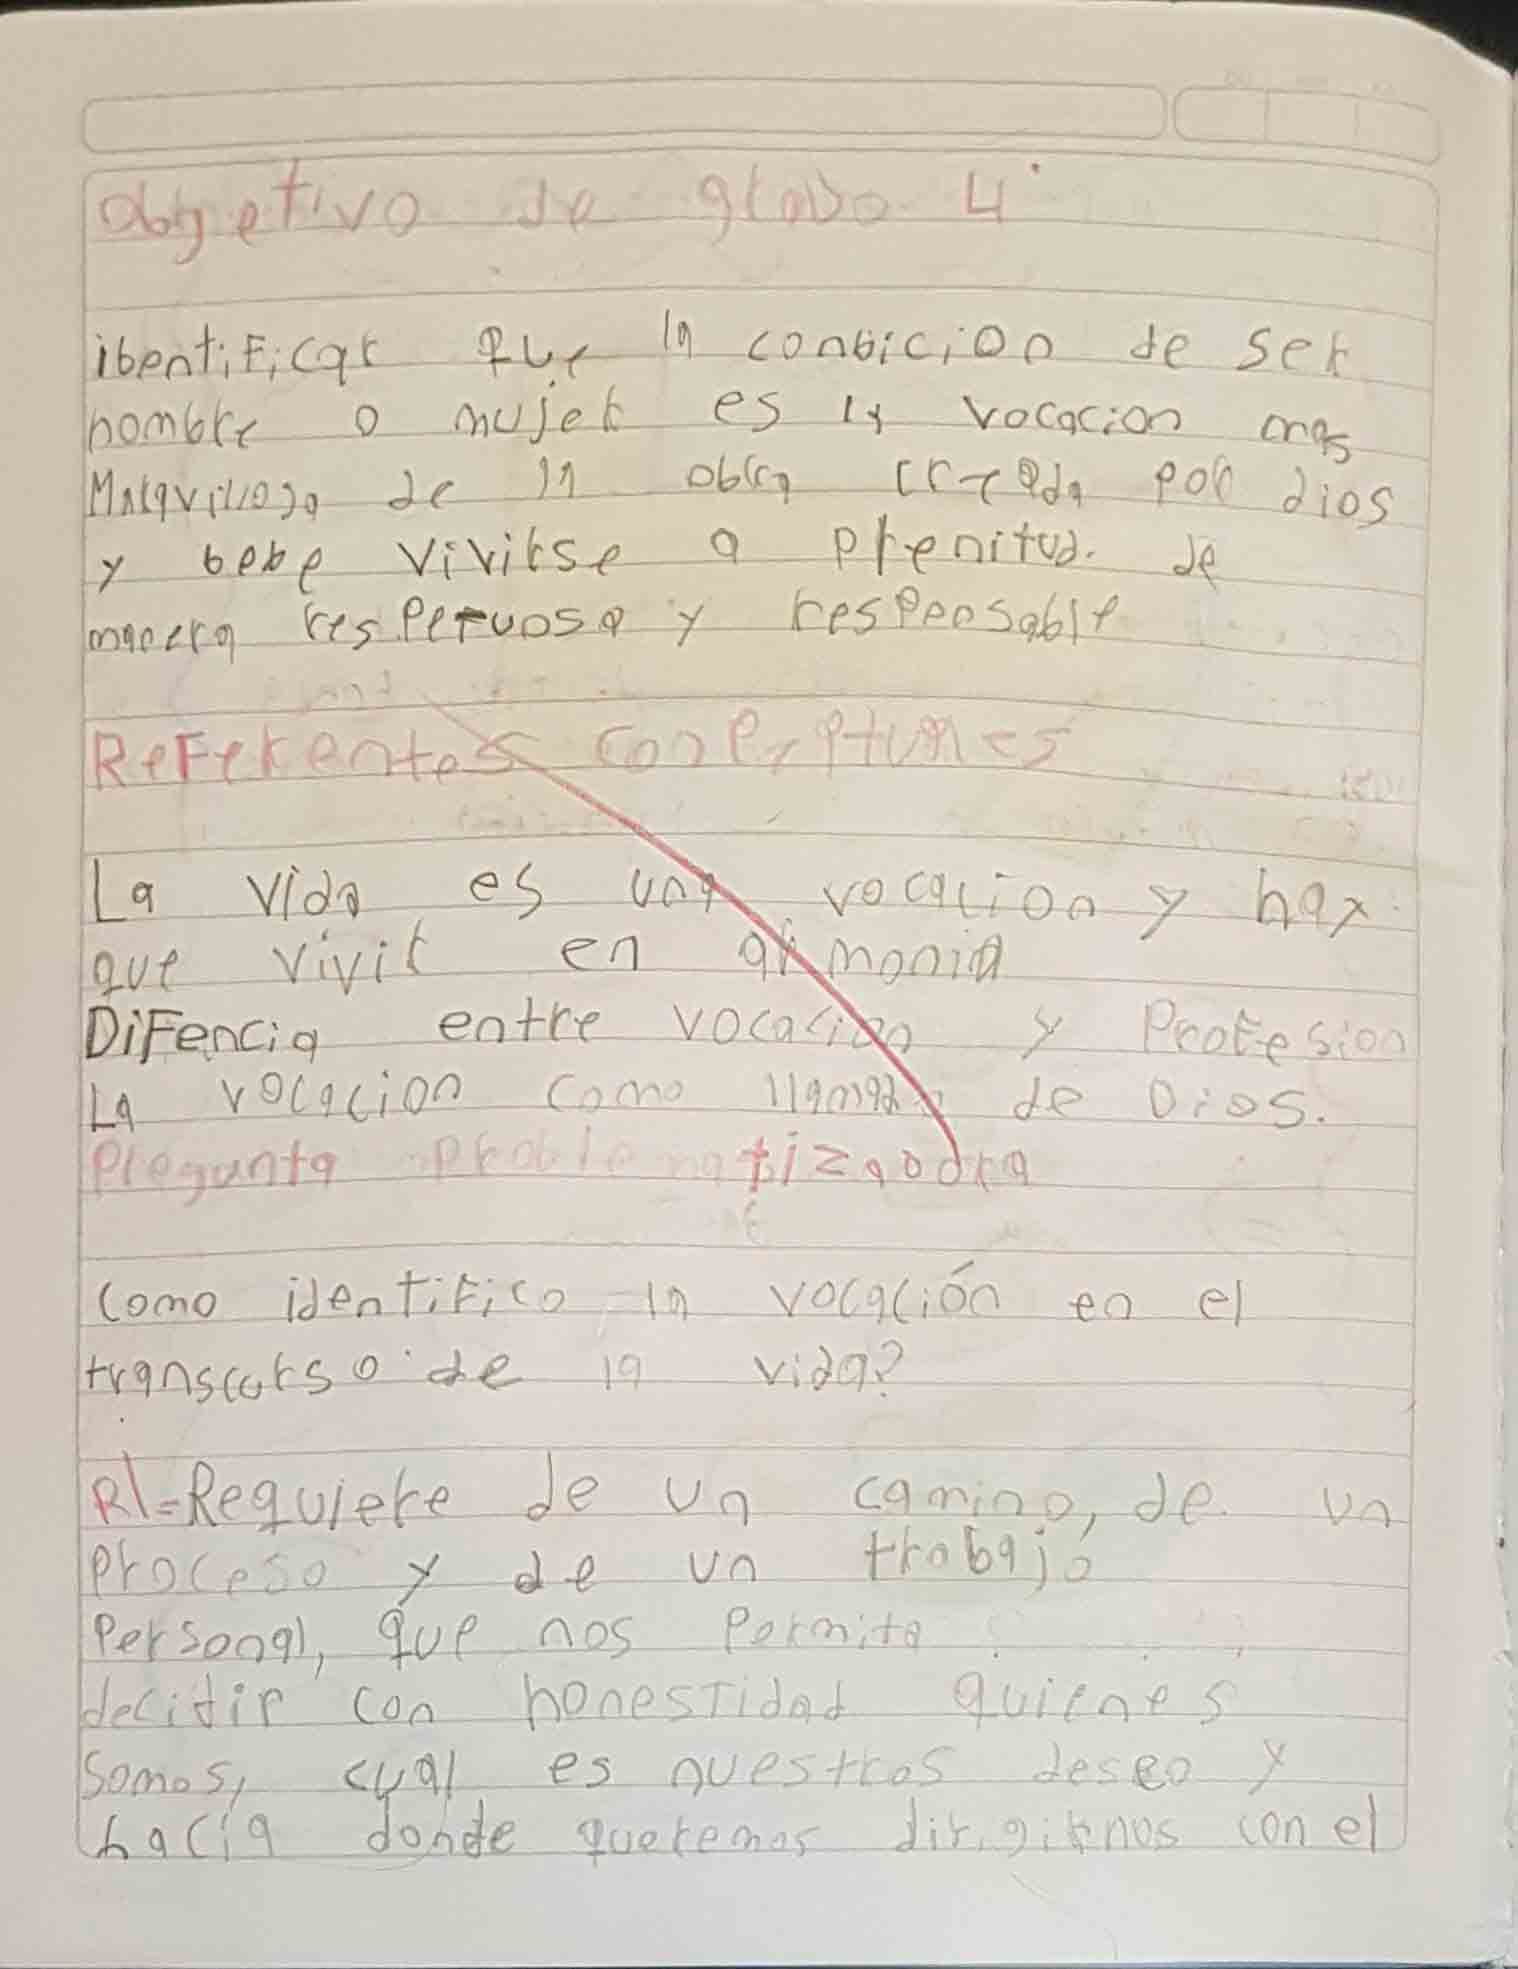 Objetivo de grado 4°
ibentificar que la conbicion de ser
hombre o mujer es la vocacion mas
Maravillosa de la obra creada por dios
y bebe vivirse a plenitud. de
manera respetuosa y responsable
Referentes conceptuales
La vida es una vocacion y hay
que vivir en armonia
Difencia entre vocacion y Profesion
La vocacion como llamado de Dios.
Pregunta problematizaodra
como identifico la vocación en el
transcurso de la vida?
R/=Requiere de un camino, de un
proceso y de un trabajo
Personal, que nos permita
decidir con honestidad quienes
somos, cual es nuestros deseo y
hacia donde queremos dirigirnos con el